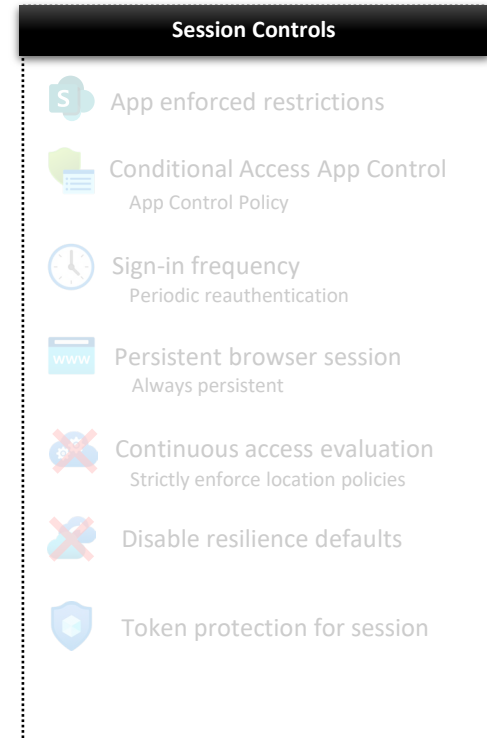 Session Controls
S
App enforced restrictions
Conditional Access App Control
App Control Policy
Sign-in frequency
Periodic reauthentication
www
Persistent browser session
Always persistent
Continuous access evaluation
Strictly enforce location policies
Disable resilience defaults
Token protection for session